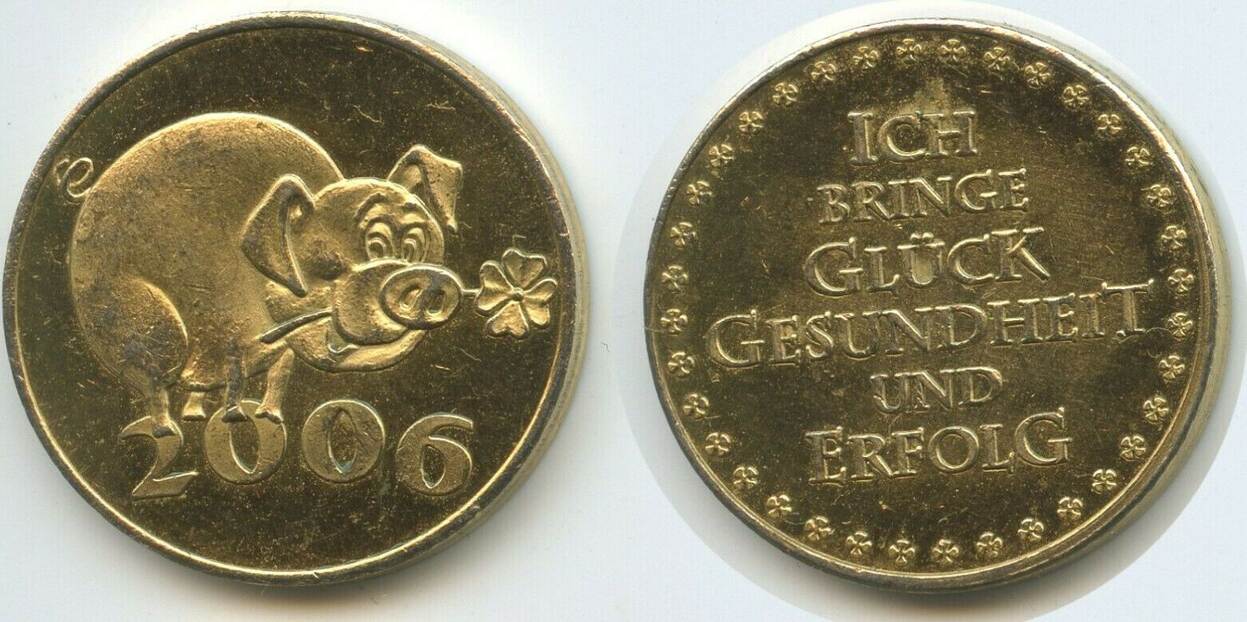 2006
ICH
BRINGE
GLÜCK
GESUNDHEIT
UND
ERFOLG